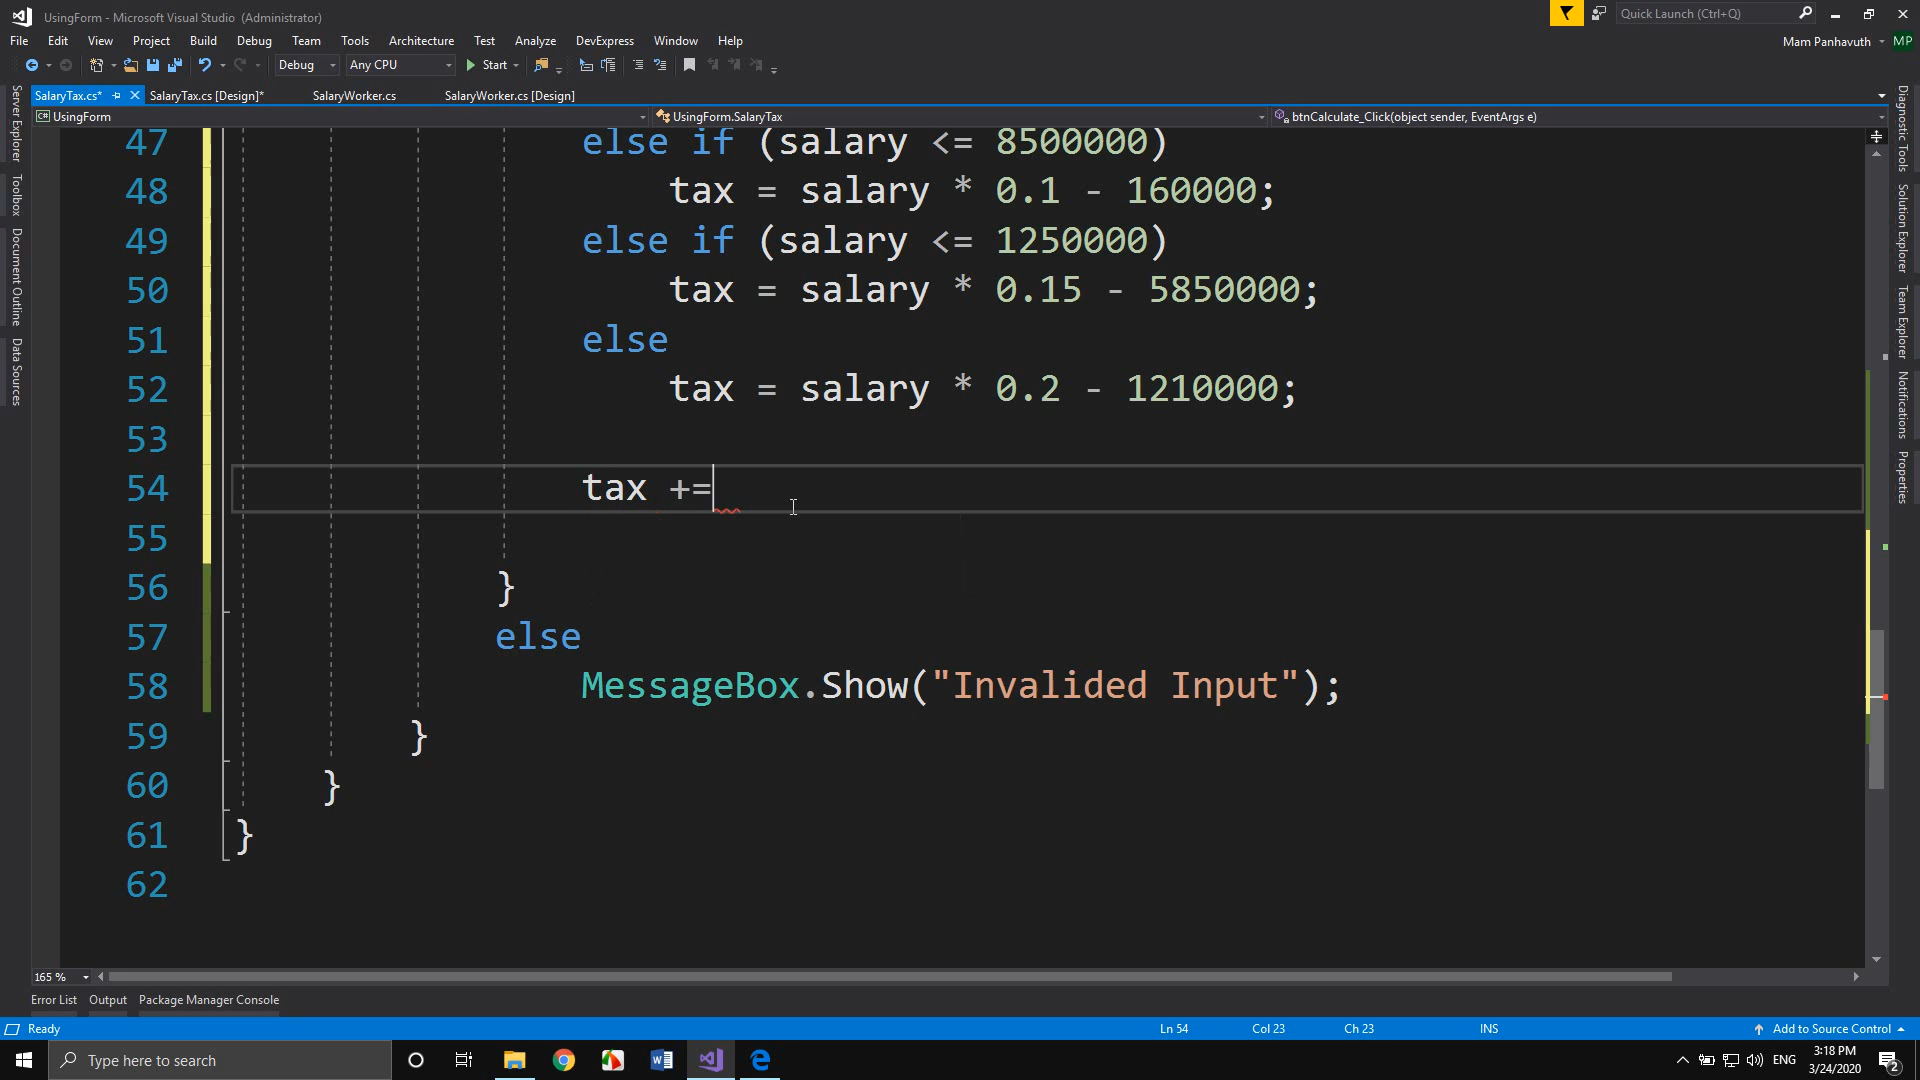 UsingForm - Microsoft Visual Studio (Administrator)
Quick Launch (Ctrl+Q)
File Edit View Project Build Debug Team Tools Architecture Test Analyze DevExpress Window Help
Mam Panhavuth MP
Debug Any CPU Start
SalaryTax.cs* SalaryTax.cs [Design]* SalaryWorker.cs SalaryWorker.cs [Design]
C# UsingForm UsingForm.SalaryTax btnCalculate_Click(object sender, EventArgs e)
Server Explorer
Toolbox
Document Outline
Data Sources
47 else if (salary <= 8500000)
48 tax = salary * 0.1 - 160000;
49 else if (salary <= 1250000)
50 tax = salary * 0.15 - 5850000;
51 else
52 tax = salary * 0.2 - 1210000;
53
54 tax +=
55
56 }
57 else
58 MessageBox.Show("Invalided Input");
59 }
60 }
61 }
62
Diagnostic Tools
Solution Explorer
Team Explorer
Notifications
Properties
165 %
Error List Output Package Manager Console
Ready Ln 54 Col 23 Ch 23 INS Add to Source Control
Type here to search
ENG
3:18 PM
3/24/2020
2